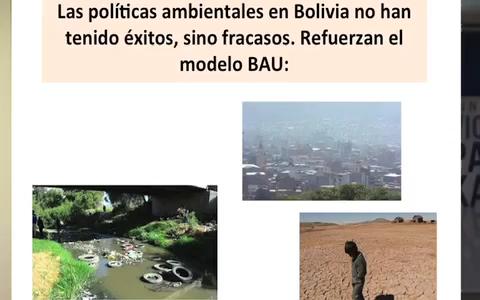 Las políticas ambientales en Bolivia no han
tenido éxitos, sino fracasos. Refuerzan el
modelo BAU: